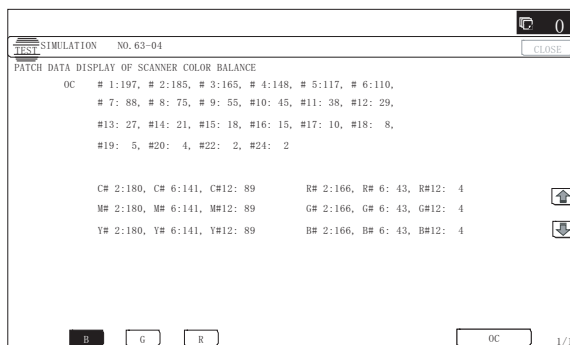 0
TEST SIMULATION NO. 63-04
CLOSE
PATCH DATA DISPLAY OF SCANNER COLOR BALANCE
OC # 1:197, # 2:185, # 3:165, # 4:148, # 5:117, # 6:110,
# 7: 88, # 8: 75, # 9: 55, #10: 45, #11: 38, #12: 29,
#13: 27, #14: 21, #15: 18, #16: 15, #17: 10, #18: 8,
#19: 5, #20: 4, #22: 2, #24: 2
C# 2:180, C# 6:141, C#12: 89 R# 2:166, R# 6: 43, R#12: 4
M# 2:180, M# 6:141, M#12: 89 G# 2:166, G# 6: 43, G#12: 4
Y# 2:180, Y# 6:141, Y#12: 89 B# 2:166, B# 6: 43, B#12: 4
B G R OC 1/